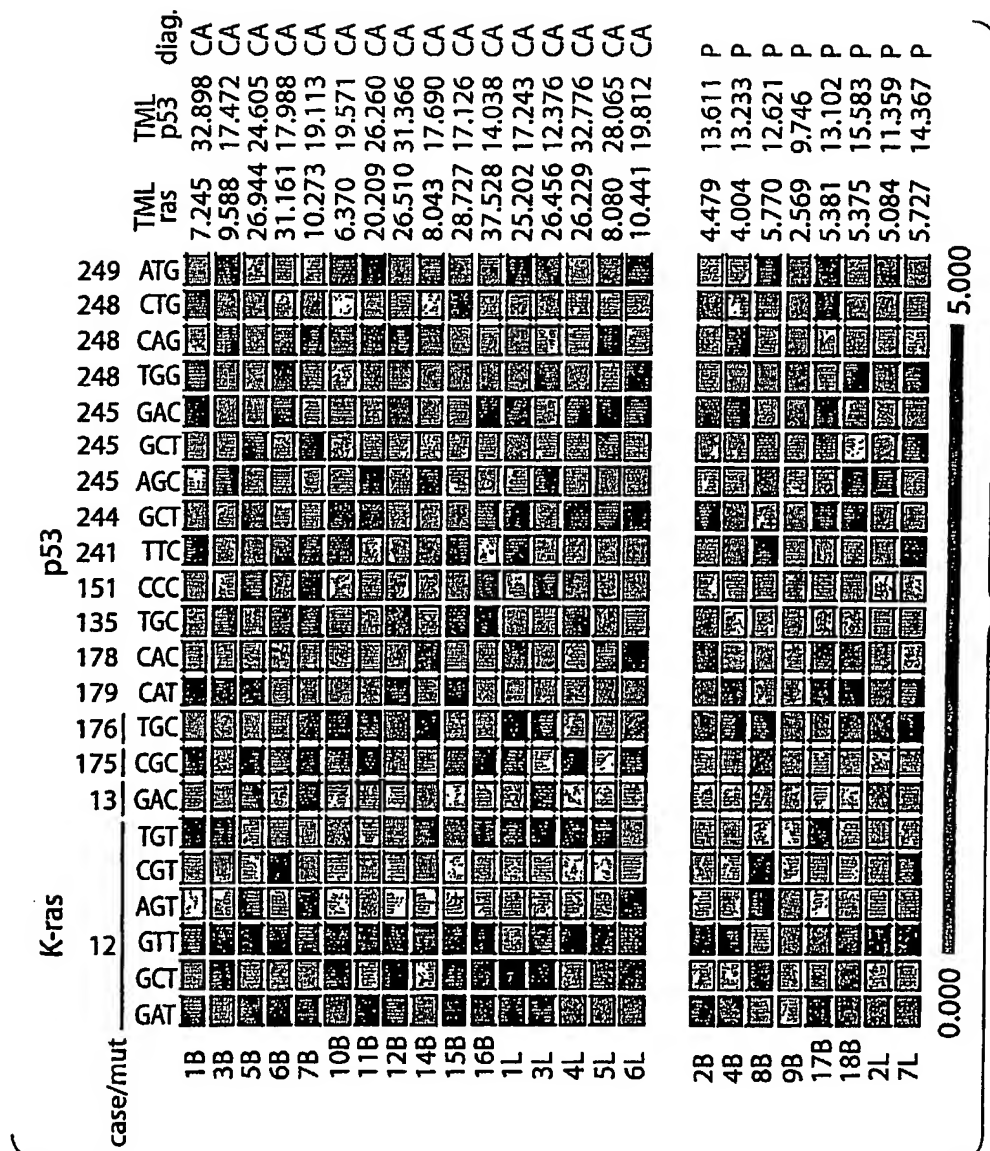 K-ras p53
12 13 175 176 179 178 135 151 241 244 245 245 245 248 248 248 249 TML ras TML p53 diag.
case/mut GAT GCT GTT AGT CGT TGT GAC CGC TGC CAT CAC TGC CCC TTC GCT AGC GCT GAC TGG CAG CTG ATG
1B 7.245 32.898 CA
3B 9.588 17.472 CA
5B 26.944 24.605 CA
6B 31.161 17.988 CA
7B 10.273 19.113 CA
10B 6.370 19.571 CA
11B 20.209 26.260 CA
12B 26.510 31.366 CA
14B 8.043 17.690 CA
15B 28.727 17.126 CA
16B 37.528 14.038 CA
1L 25.202 17.243 CA
3L 26.456 12.376 CA
4L 26.229 32.776 CA
5L 8.080 28.065 CA
6L 10.441 19.812 CA
2B 4.479 13.611 P
4B 4.004 13.233 P
8B 5.770 12.621 P
9B 2.569 9.746 P
17B 5.381 13.102 P
18B 5.375 15.583 P
2L 5.084 11.359 P
7L 5.727 14.367 P
0.000 5.000